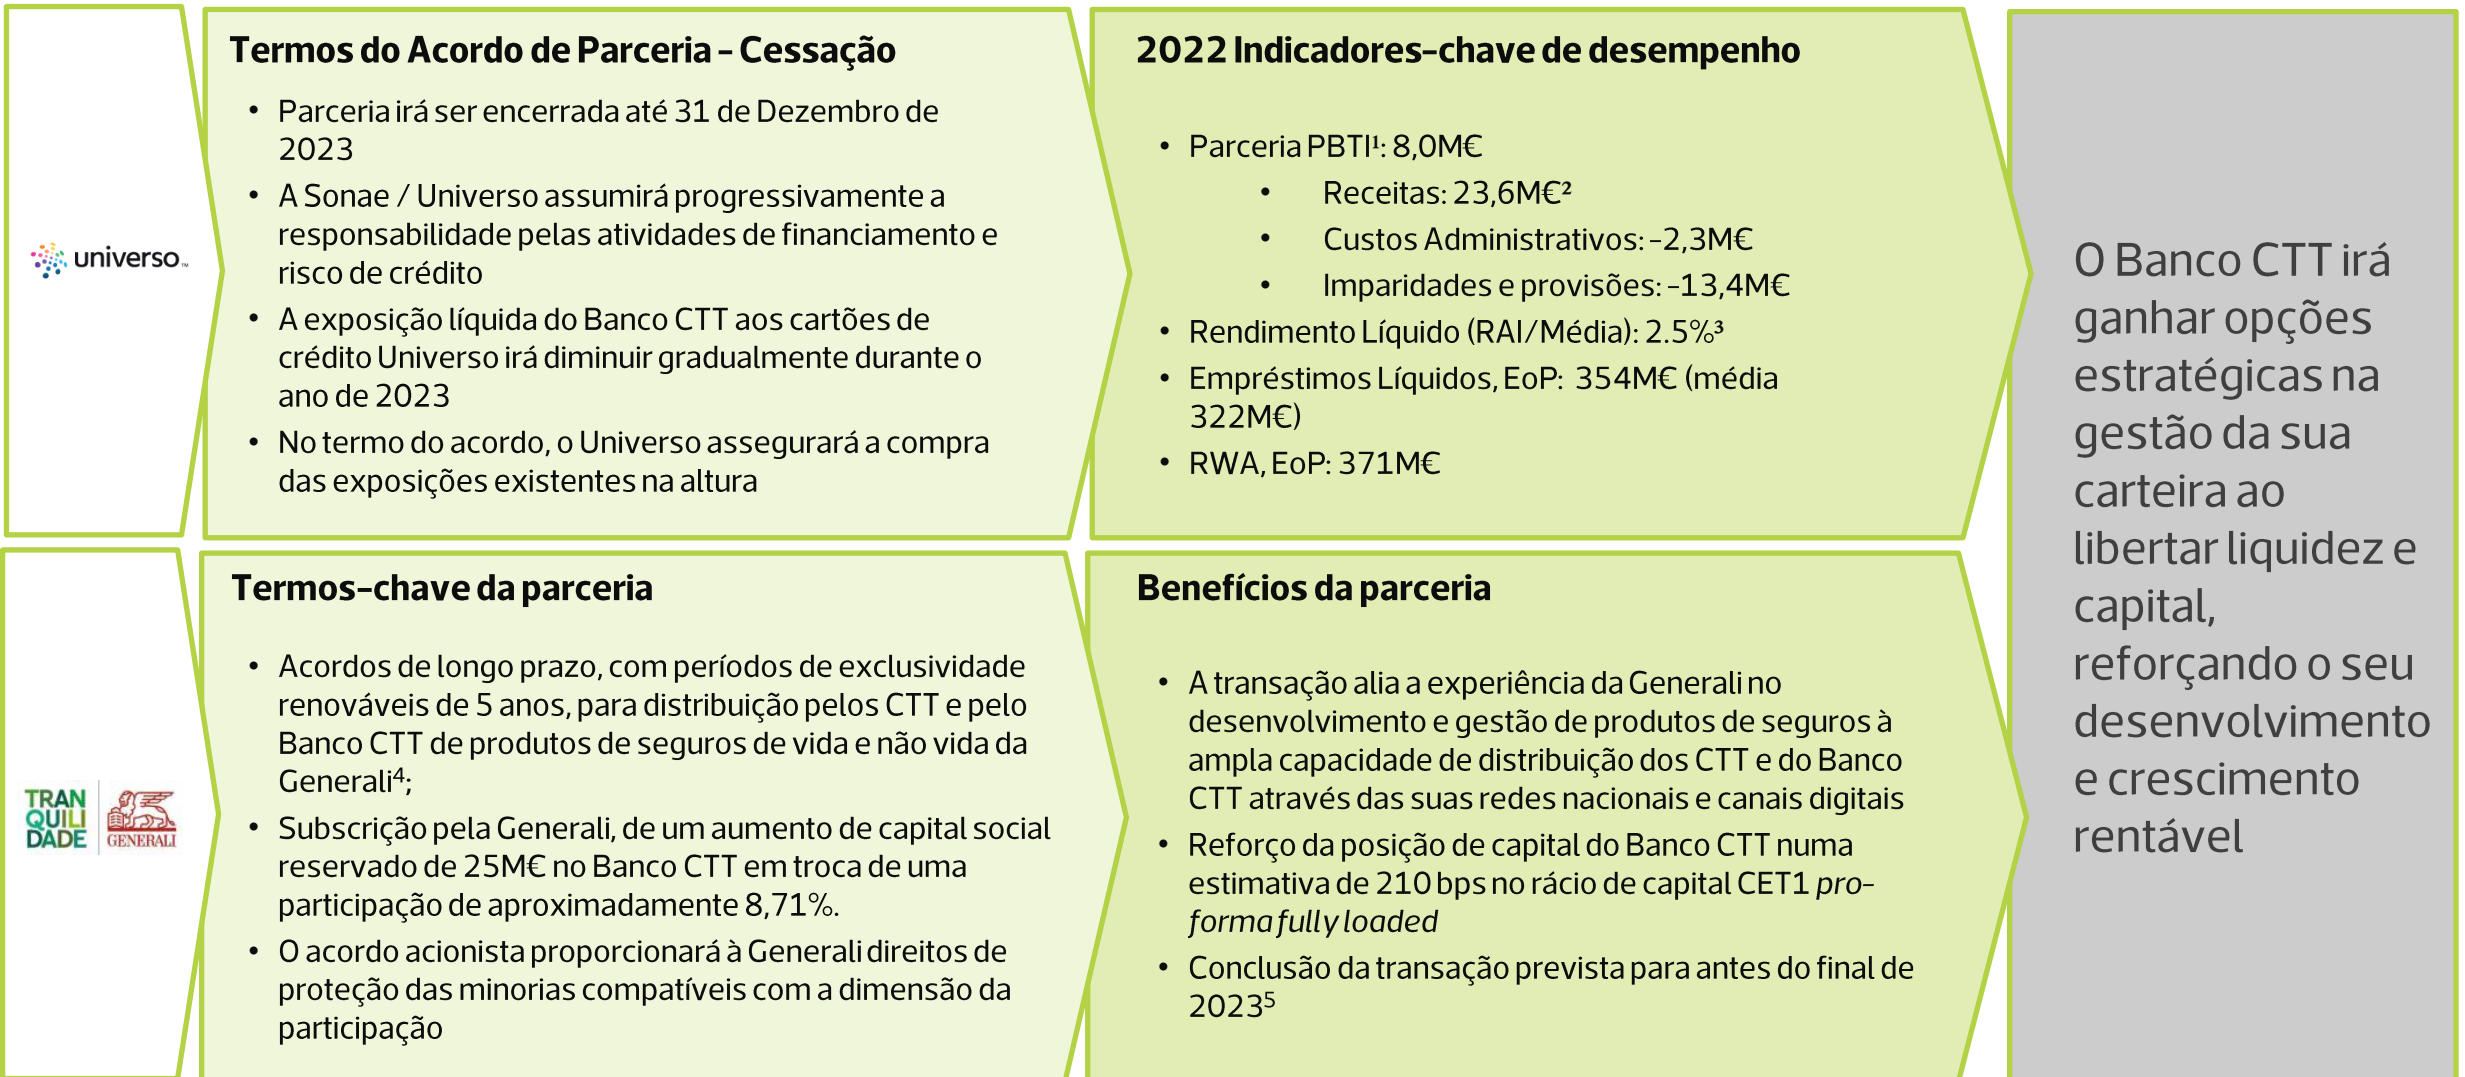 universo™
Termos do Acordo de Parceria – Cessação
• Parceria irá ser encerrada até 31 de Dezembro de
2023
• A Sonae / Universo assumirá progressivamente a
responsabilidade pelas atividades de financiamento e
risco de crédito
• A exposição líquida do Banco CTT aos cartões de
crédito Universo irá diminuir gradualmente durante o
ano de 2023
• No termo do acordo, o Universo assegurará a compra
das exposições existentes na altura
2022 Indicadores-chave de desempenho
• Parceria PBTI¹: 8,0M€
• Receitas: 23,6M€²
• Custos Administrativos: -2,3M€
• Imparidades e provisões: -13,4M€
• Rendimento Líquido (RAI/Média): 2.5%³
• Empréstimos Líquidos, EoP: 354M€ (média
322M€)
• RWA, EoP: 371M€
TRAN
QUILI
DADE
GENERALI
Termos-chave da parceria
• Acordos de longo prazo, com períodos de exclusividade
renováveis de 5 anos, para distribuição pelos CTT e pelo
Banco CTT de produtos de seguros de vida e não vida da
Generali⁴;
• Subscrição pela Generali, de um aumento de capital social
reservado de 25M€ no Banco CTT em troca de uma
participação de aproximadamente 8,71%.
• O acordo acionista proporcionará à Generali direitos de
proteção das minorias compatíveis com a dimensão da
participação
Benefícios da parceria
• A transação alia a experiência da Generali no
desenvolvimento e gestão de produtos de seguros à
ampla capacidade de distribuição dos CTT e do Banco
CTT através das suas redes nacionais e canais digitais
• Reforço da posição de capital do Banco CTT numa
estimativa de 210 bps no rácio de capital CET1 pro-
forma fully loaded
• Conclusão da transação prevista para antes do final de
2023⁵
O Banco CTT irá
ganhar opções
estratégicas na
gestão da sua
carteira ao
libertar liquidez e
capital,
reforçando o seu
desenvolvimento
e crescimento
rentável